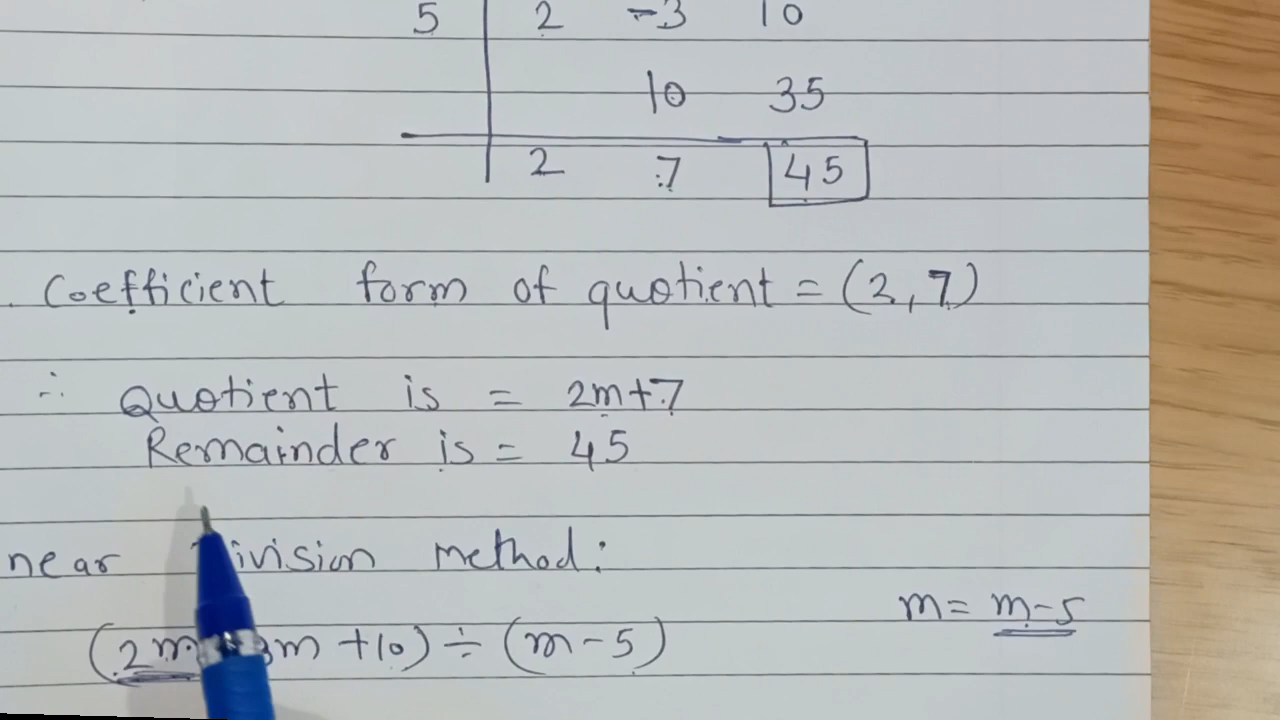 5 2 -3 10
10 35
2 7 45
Coefficient form of quotient = (2, 7)
∴ Quotient is = 2m+7
Remainder is = 45
near division method:
m = m-5
(2m 3m +10) ÷ (m-5)